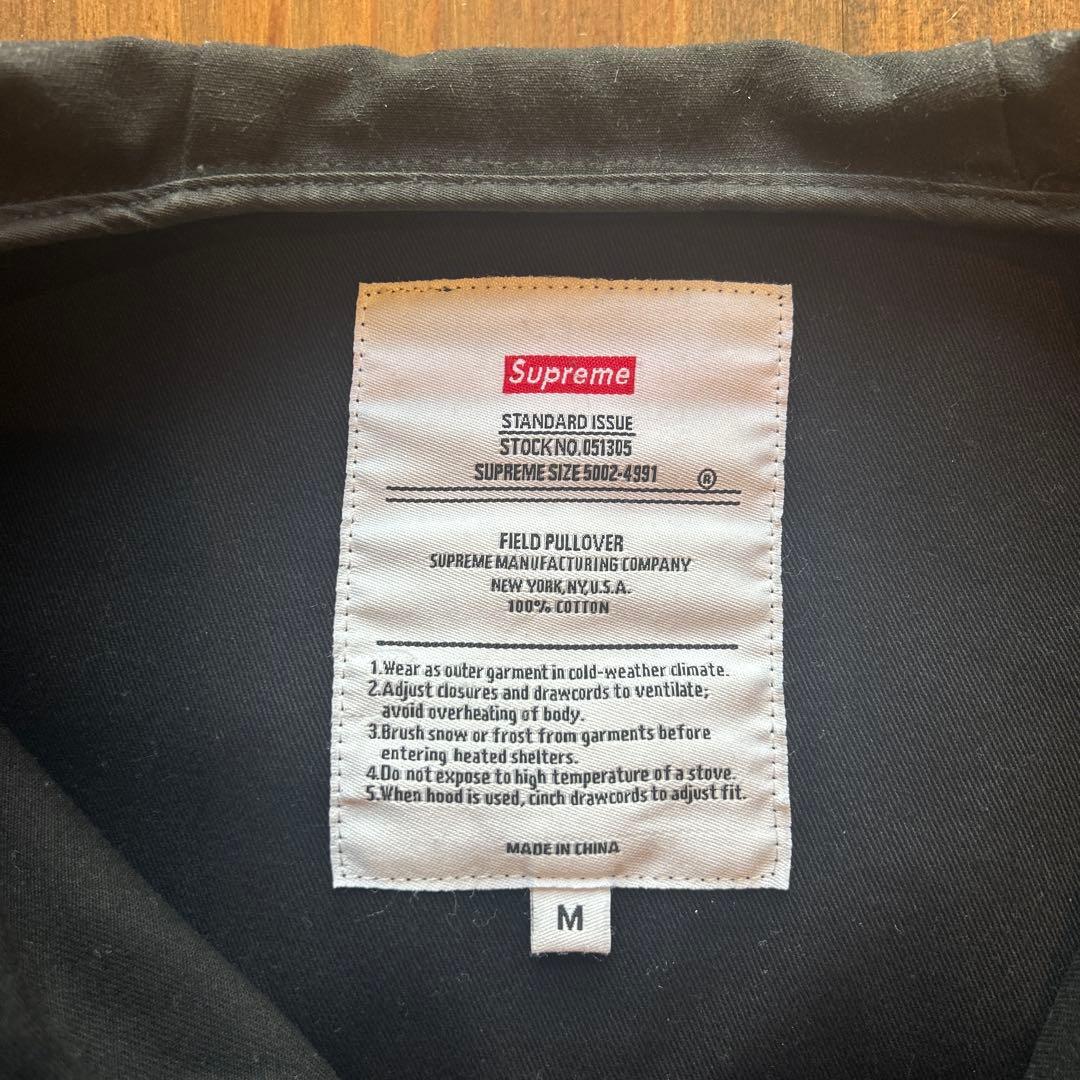 Supreme
STANDARD ISSUE
STOCK NO. 051305
SUPREME SIZE 5002-4991 ®
FIELD PULLOVER
SUPREME MANUFACTURING COMPANY
NEW YORK, NY, U.S.A.
100% COTTON
1.Wear as outer garment in cold-weather climate.
2.Adjust closures and drawcords to ventilate;
avoid overheating of body.
3.Brush snow or frost from garments before
entering heated shelters.
4.Do not expose to high temperature of a stove.
5.When hood is used, cinch drawcords to adjust fit.
MADE IN CHINA
M